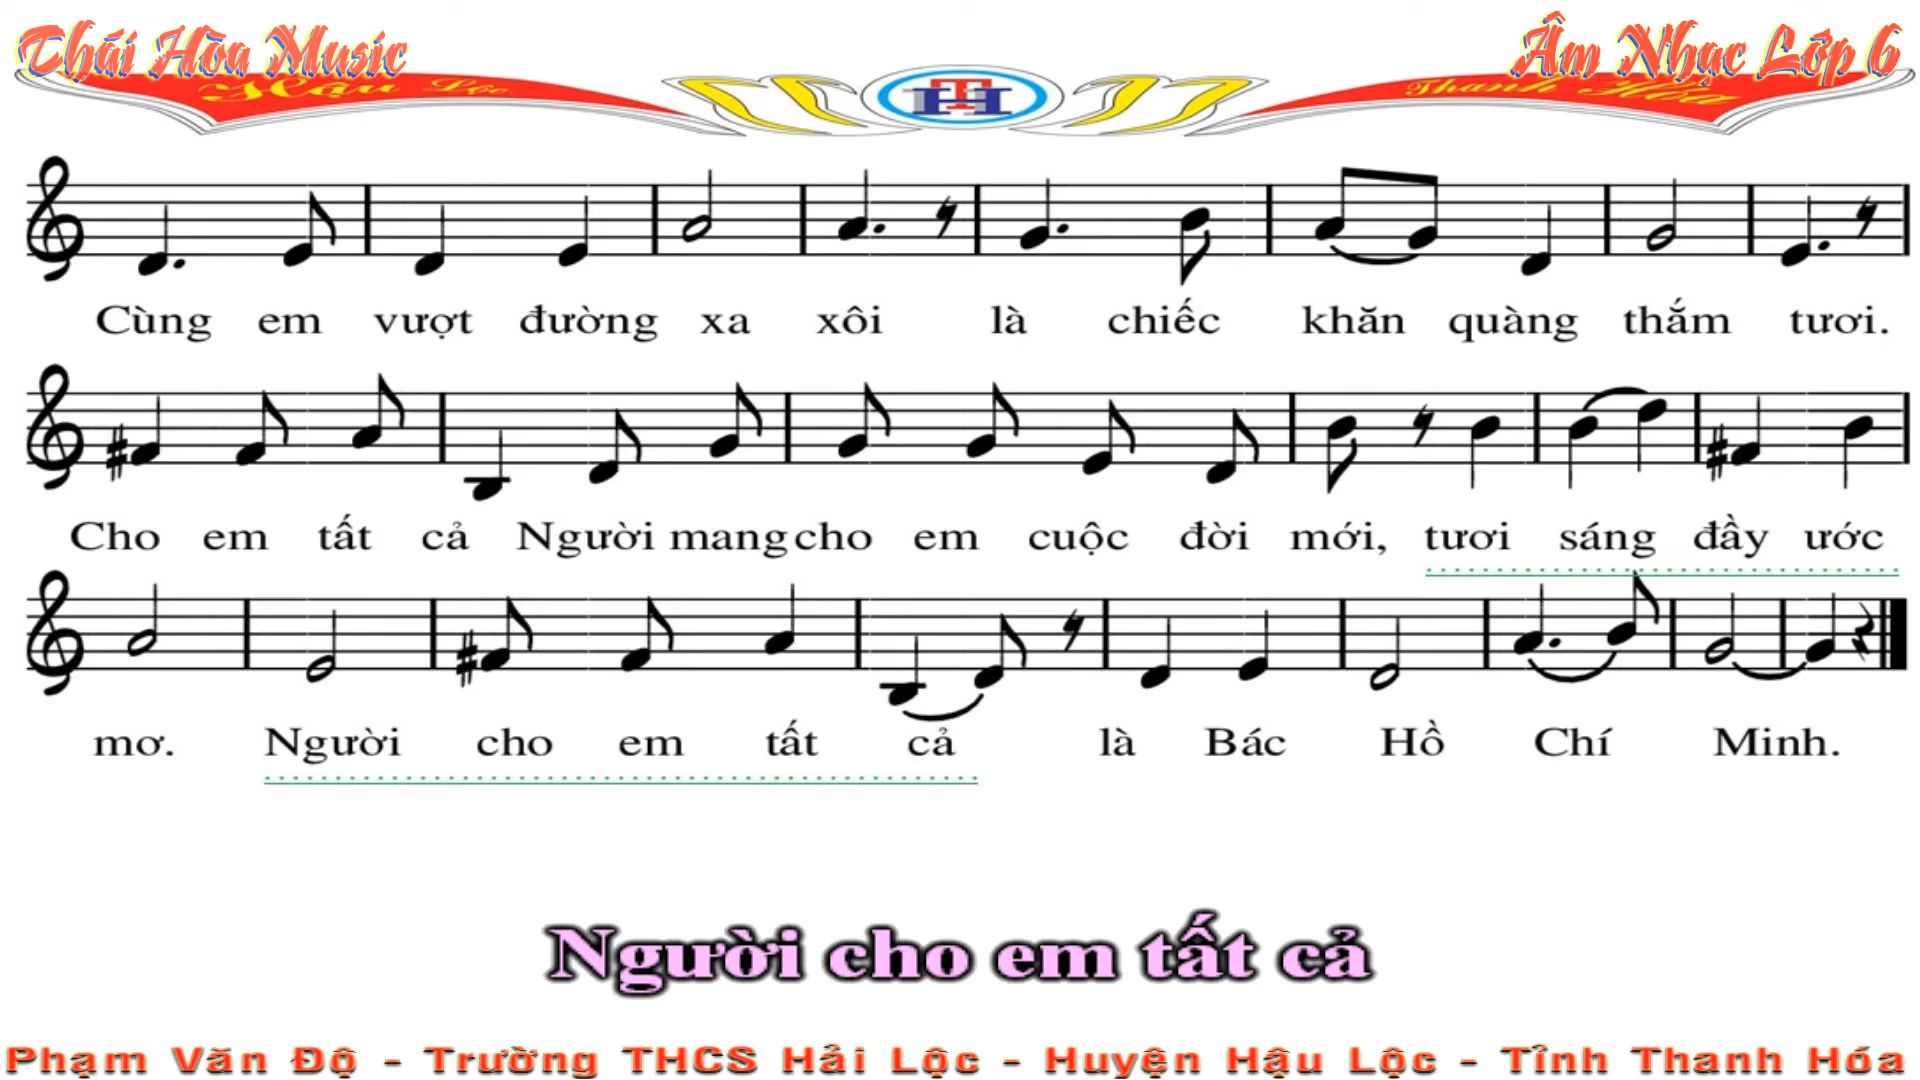 Thái Hòa Music
Âm Nhạc Lớp 6
Hậu Lộc
TH
Thanh Hóa
Cùng em vượt đường xa xôi là chiếc khăn quàng thắm tươi.
Cho em tất cả Người mang cho em cuộc đời mới, tươi sáng đầy ước
mơ. Người cho em tất cả là Bác Hồ Chí Minh.
Người cho em tất cả
Phạm Văn Độ - Trường THCS Hải Lộc - Huyện Hậu Lộc - Tỉnh Thanh Hóa